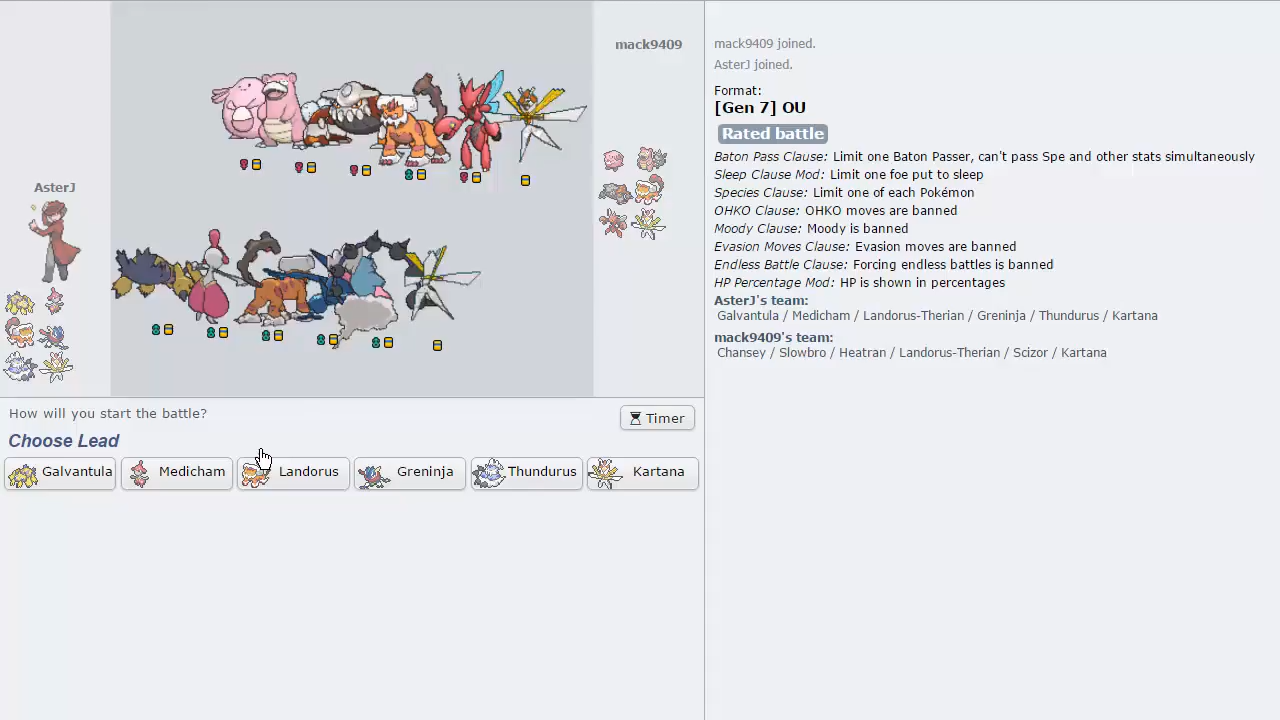 mack9409
AsterJ
How will you start the battle?
Timer
Choose Lead
Galvantula
Medicham
Landorus
Greninja
Thundurus
Kartana
mack9409 joined.
AsterJ joined.
Format:
[Gen 7] OU
Rated battle
Baton Pass Clause: Limit one Baton Passer, can't pass Spe and other stats simultaneously
Sleep Clause Mod: Limit one foe put to sleep
Species Clause: Limit one of each Pokémon
OHKO Clause: OHKO moves are banned
Moody Clause: Moody is banned
Evasion Moves Clause: Evasion moves are banned
Endless Battle Clause: Forcing endless battles is banned
HP Percentage Mod: HP is shown in percentages
AsterJ's team:
Galvantula / Medicham / Landorus-Therian / Greninja / Thundurus / Kartana
mack9409's team:
Chansey / Slowbro / Heatran / Landorus-Therian / Scizor / Kartana